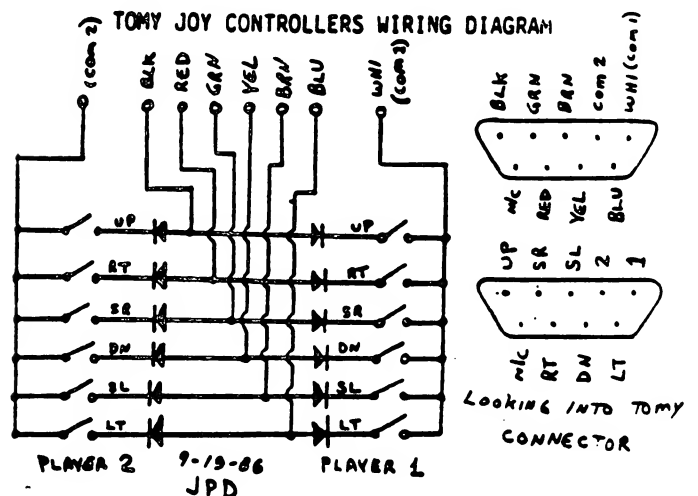 TOMY JOY CONTROLLERS WIRING DIAGRAM
(com 2)
BLK
RED
GRN
YEL
BRN
BLU
WHI
(com 2)
UP
UP
RT
RT
SR
SR
DN
DN
SL
SL
LT
LT
PLAYER 2
9-19-86
PLAYER 1
JPD
BLK
GRN
BRN
com 2
WHI (com 1)
N/C
RED
YEL
BLU
UP
SR
SL
2
1
N/C
RT
DN
LT
LOOKING INTO TOMY
CONNECTOR